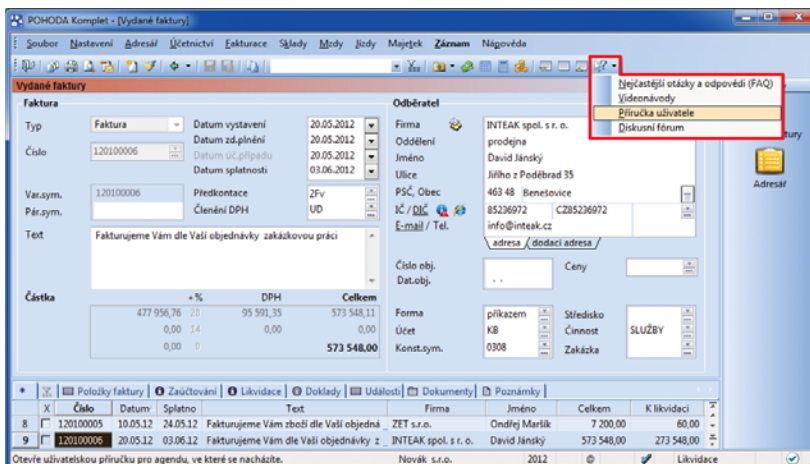 POHODA Komplet - [Vydané faktury]
Soubor Nastavení Adresář Účetnictví Fakturace Sklady Mzdy Jízdy Majetek Záznam Nápověda
Nejčastější otázky a odpovědi (FAQ)
Videonávody
Příručka uživatele
Diskusní fórum
Vydané faktury
Faktura
Odběratel
Typ Faktura Datum vystavení 20.05.2012 Firma INTEAK spol. s r. o.
Datum zd.plnění 20.05.2012 Oddělení prodejna
Číslo 120100006 Datum úč.případu 20.05.2012 Jméno David Jánský
Datum splatnosti 03.06.2012 Ulice Jiřího z Poděbrad 35
Var.sym. 120100006 Předkontace 2Fv PSČ, Obec 463 48 Benešovice
Pár.sym. Členění DPH UD IČ / DIČ 85236972 CZ85236972
E-mail / Tel. info@inteak.cz
Text Fakturujeme Vám dle Vaší objednávky zakázkovou práci
adresa dodací adresa
Číslo obj. Ceny
Dat.obj. . .
Částka +% DPH Celkem
477 956,76 20 95 591,35 573 548,11 Forma příkazem Středisko
0,00 14 0,00 0,00 Účet KB Činnost SLUŽBY
0,00 0 573 548,00 Konst.sym. 0308 Zakázka
Adresář
Položky faktury Zaúčtování Likvidace Doklady Události Dokumenty Poznámky
X Číslo Datum Splatno Text Firma Jméno Celkem K likvidaci
8 120100005 10.05.12 24.05.12 Fakturujeme Vám zboží dle Vaší objedná ZET s.r.o. Ondřej Maršík 7 200,00 60,00
9 120100006 20.05.12 03.06.12 Fakturujeme Vám dle Vaší objednávky z INTEAK spol. s r. o. David Jánský 573 548,00 273 548,00
Otevře uživatelskou příručku pro agendu, ve které se nacházíte. Novák s.r.o. 2012 @ Likvidace